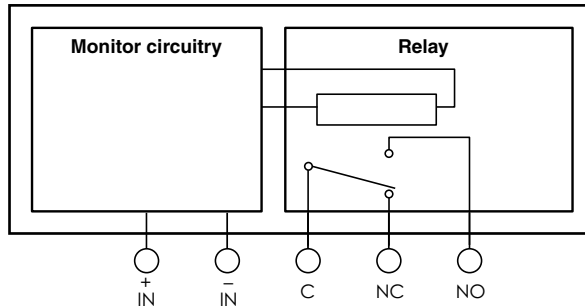 Monitor circuitry
Relay
+ − C NC NO
IN IN